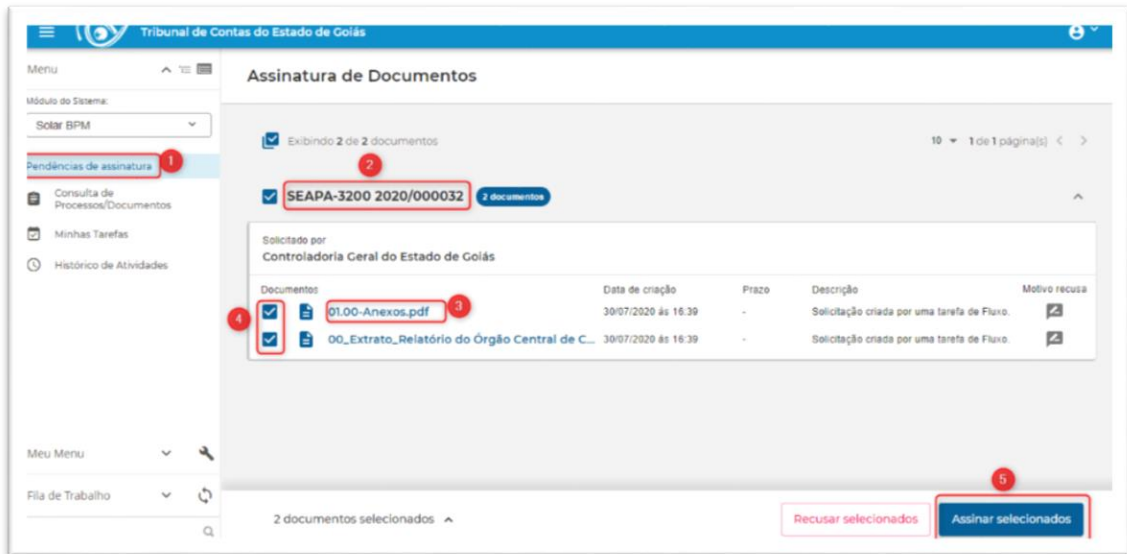 Tribunal de Contas do Estado de Goiás
Menu
Módulo do Sistema:
Solar BPM
Pendências de assinatura
1
Consulta de
Processos/Documentos
Minhas Tarefas
Histórico de Atividades
Meu Menu
Fila de Trabalho
Assinatura de Documentos
Exibindo 2 de 2 documentos
10
1 de 1 página(s)
2
SEAPA-3200 2020/000032
2 documentos
Solicitado por
Controladoria Geral do Estado de Goiás
Documentos Data de criação Prazo Descrição Motivo recusa
4 01.00-Anexos.pdf 3 30/07/2020 às 16:39 - Solicitação criada por uma tarefa de Fluxo.
00_Extrato_Relatório do Órgão Central de C... 30/07/2020 às 16:39 - Solicitação criada por uma tarefa de Fluxo.
5
2 documentos selecionados
Recusar selecionados
Assinar selecionados